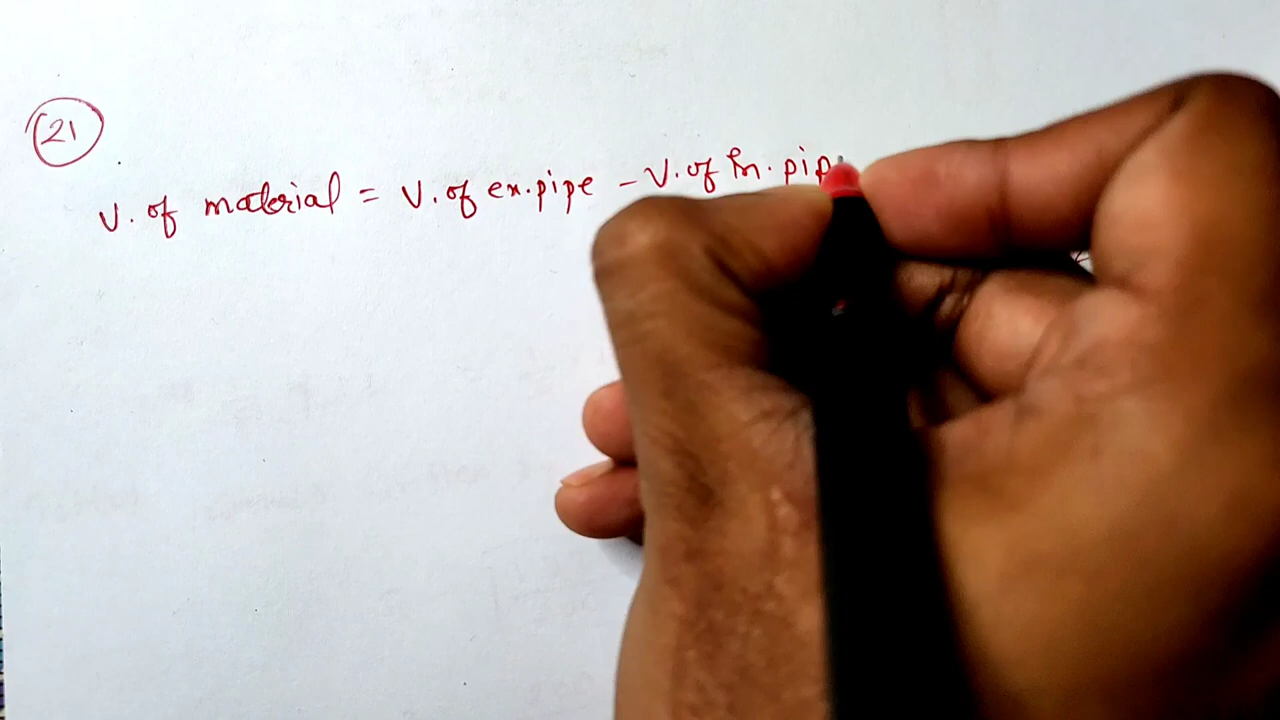 21
V. of material = V. of ex. pipe - V. of in. pip